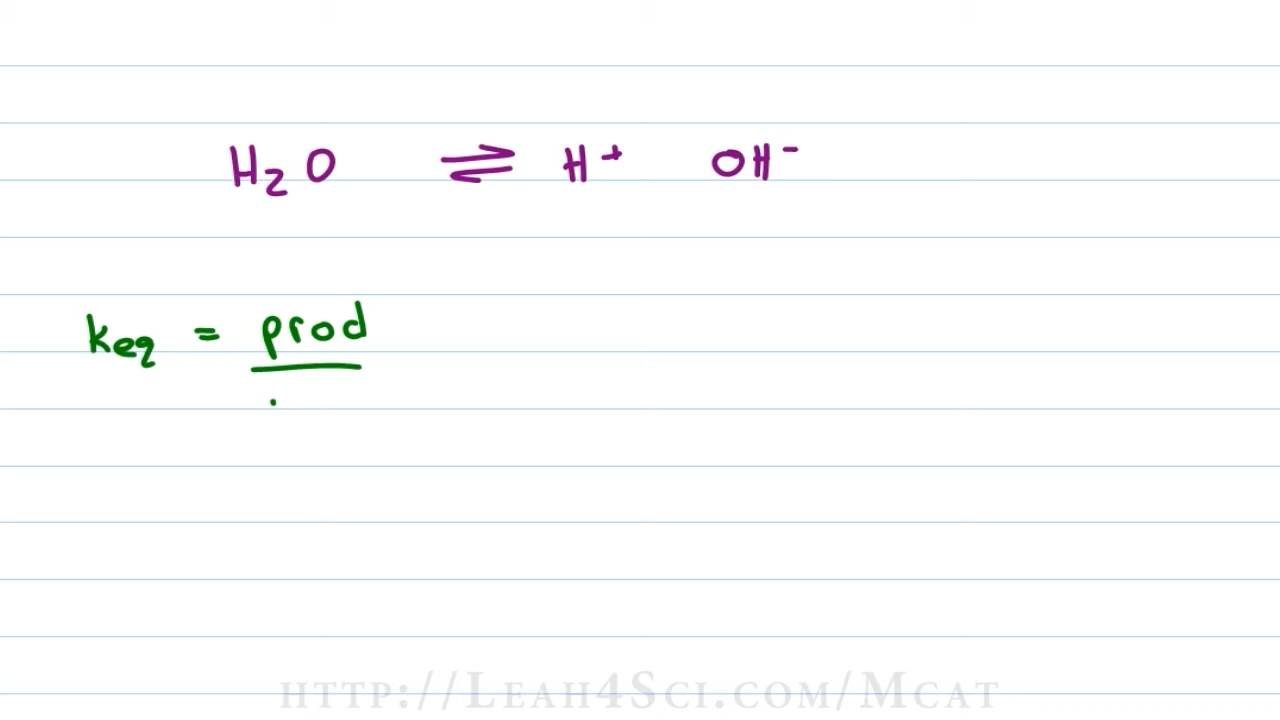 H₂O ⇌ H⁺ OH⁻
keq = prod
HTTP://LEAH4SCI.COM/MCAT